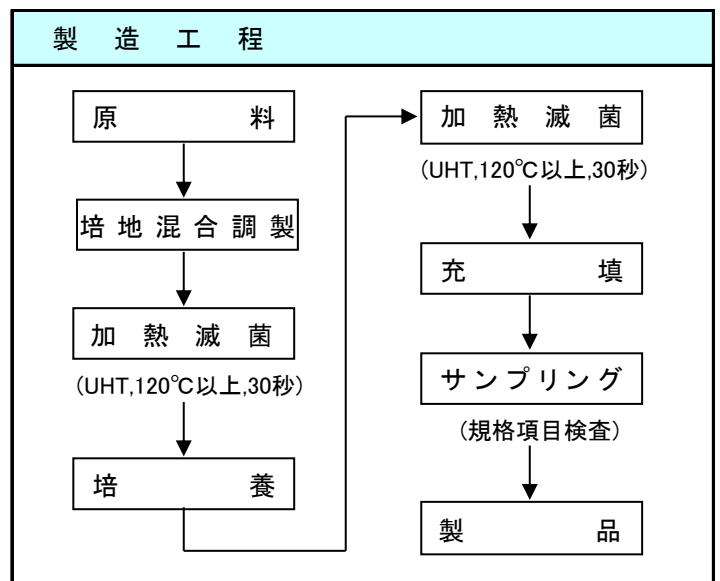 製造工程
原料
培地混合調製
加熱滅菌
(UHT,120℃以上,30秒)
培養
加熱滅菌
(UHT,120℃以上,30秒)
充填
サンプリング
(規格項目検査)
製品